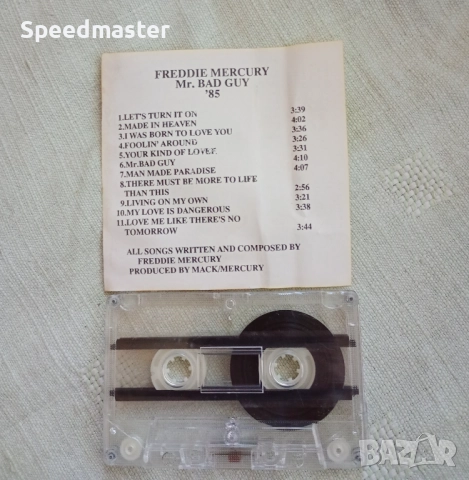 Speedmaster
FREDDIE MERCURY
Mr. BAD GUY
'85
1.LET'S TURN IT ON 3:39
2.MADE IN HEAVEN 4:02
3.I WAS BORN TO LOVE YOU 3:36
4.FOOLIN' AROUNG 3:26
5.YOUR KIND OF LOVER 3:31
6.Mr.BAD GUY 4:10
7.MAN MADE PARADISE 4:07
8.THERE MUST BE MORE TO LIFE
THAN THIS 2:56
9.LIVING ON MY OWN 3:21
10.MY LOVE IS DANGEROUS 3:38
11.LOVE ME LIKE THERE'S NO
TOMORROW 3:44
ALL SONGS WRITTEN AND COMPOSED BY
FREDDIE MERCURY
PRODUCED BY MACK/MERCURY
BAZAR